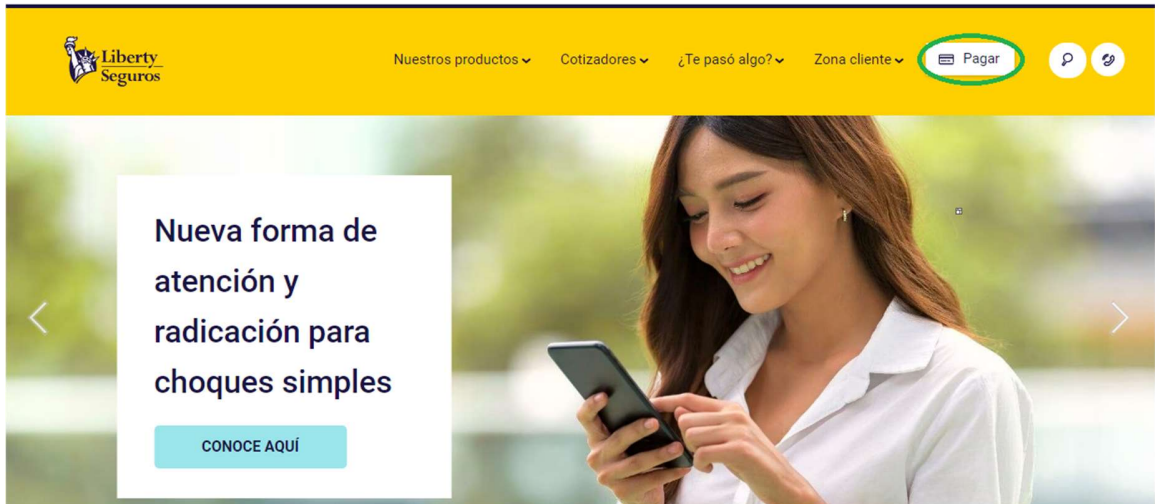 Liberty
Seguros
Nuestros productos
Cotizadores
¿Te pasó algo?
Zona cliente
Pagar
Nueva forma de
atención y
radicación para
choques simples
CONOCE AQUÍ